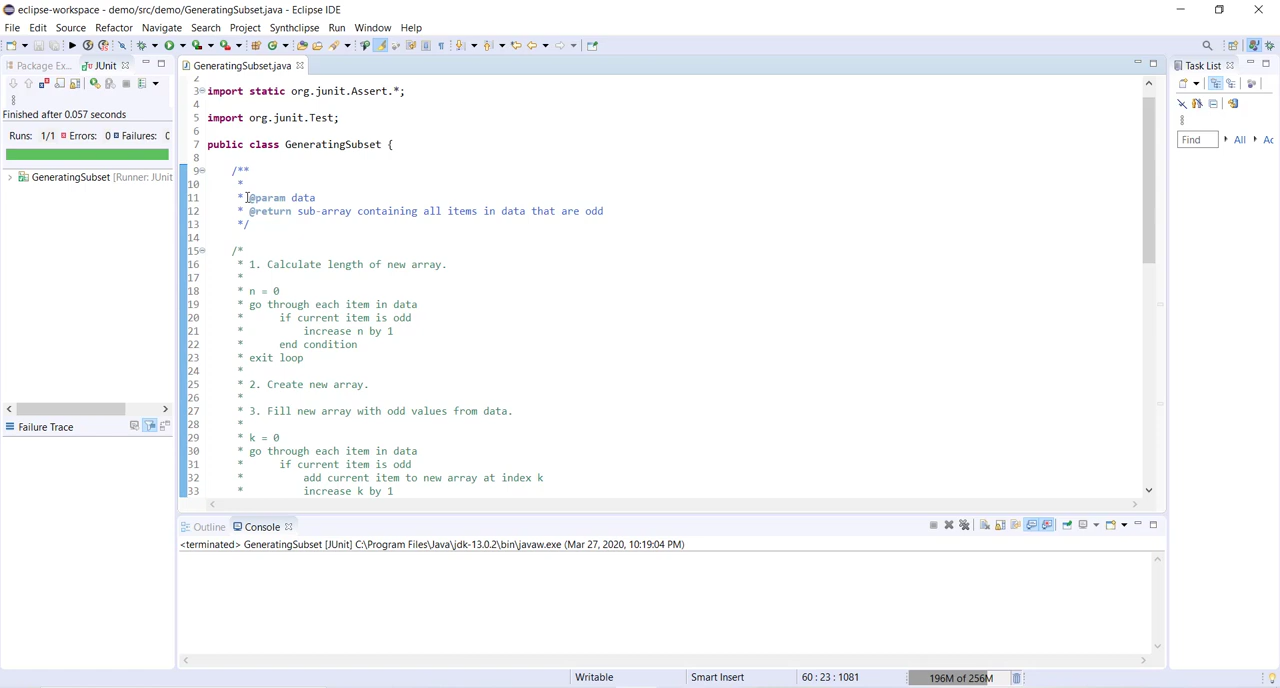 eclipse-workspace - demo/src/demo/GeneratingSubset.java - Eclipse IDE
File Edit Source Refactor Navigate Search Project Synthclipse Run Window Help
Package Ex... JUnit
Finished after 0.057 seconds
Runs: 1/1 Errors: 0 Failures:
GeneratingSubset [Runner: JUnit
Failure Trace
GeneratingSubset.java
2
3 import static org.junit.Assert.*;
4
5 import org.junit.Test;
6
7 public class GeneratingSubset {
8
9 /**
10 *
11 * @param data
12 * @return sub-array containing all items in data that are odd
13 */
14
15 /*
16 * 1. Calculate length of new array.
17 *
18 * n = 0
19 * go through each item in data
20 * if current item is odd
21 * increase n by 1
22 * end condition
23 * exit loop
24 *
25 * 2. Create new array.
26 *
27 * 3. Fill new array with odd values from data.
28 *
29 * k = 0
30 * go through each item in data
31 * if current item is odd
32 * add current item to new array at index k
33 * increase k by 1
Outline Console
<terminated> GeneratingSubset [JUnit] C:\Program Files\Java\jdk-13.0.2\bin\javaw.exe (Mar 27, 2020, 10:19:04 PM)
Task List
Find All Ac
Writable Smart Insert 60 : 23 : 1081 196M of 256M